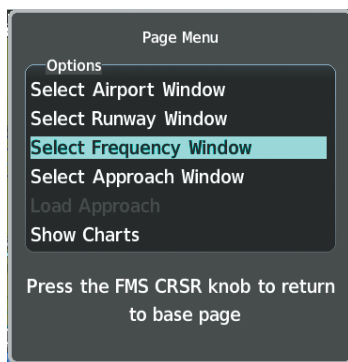 Page Menu
Options
Select Airport Window
Select Runway Window
Select Frequency Window
Select Approach Window
Load Approach
Show Charts
Press the FMS CRSR knob to return
to base page